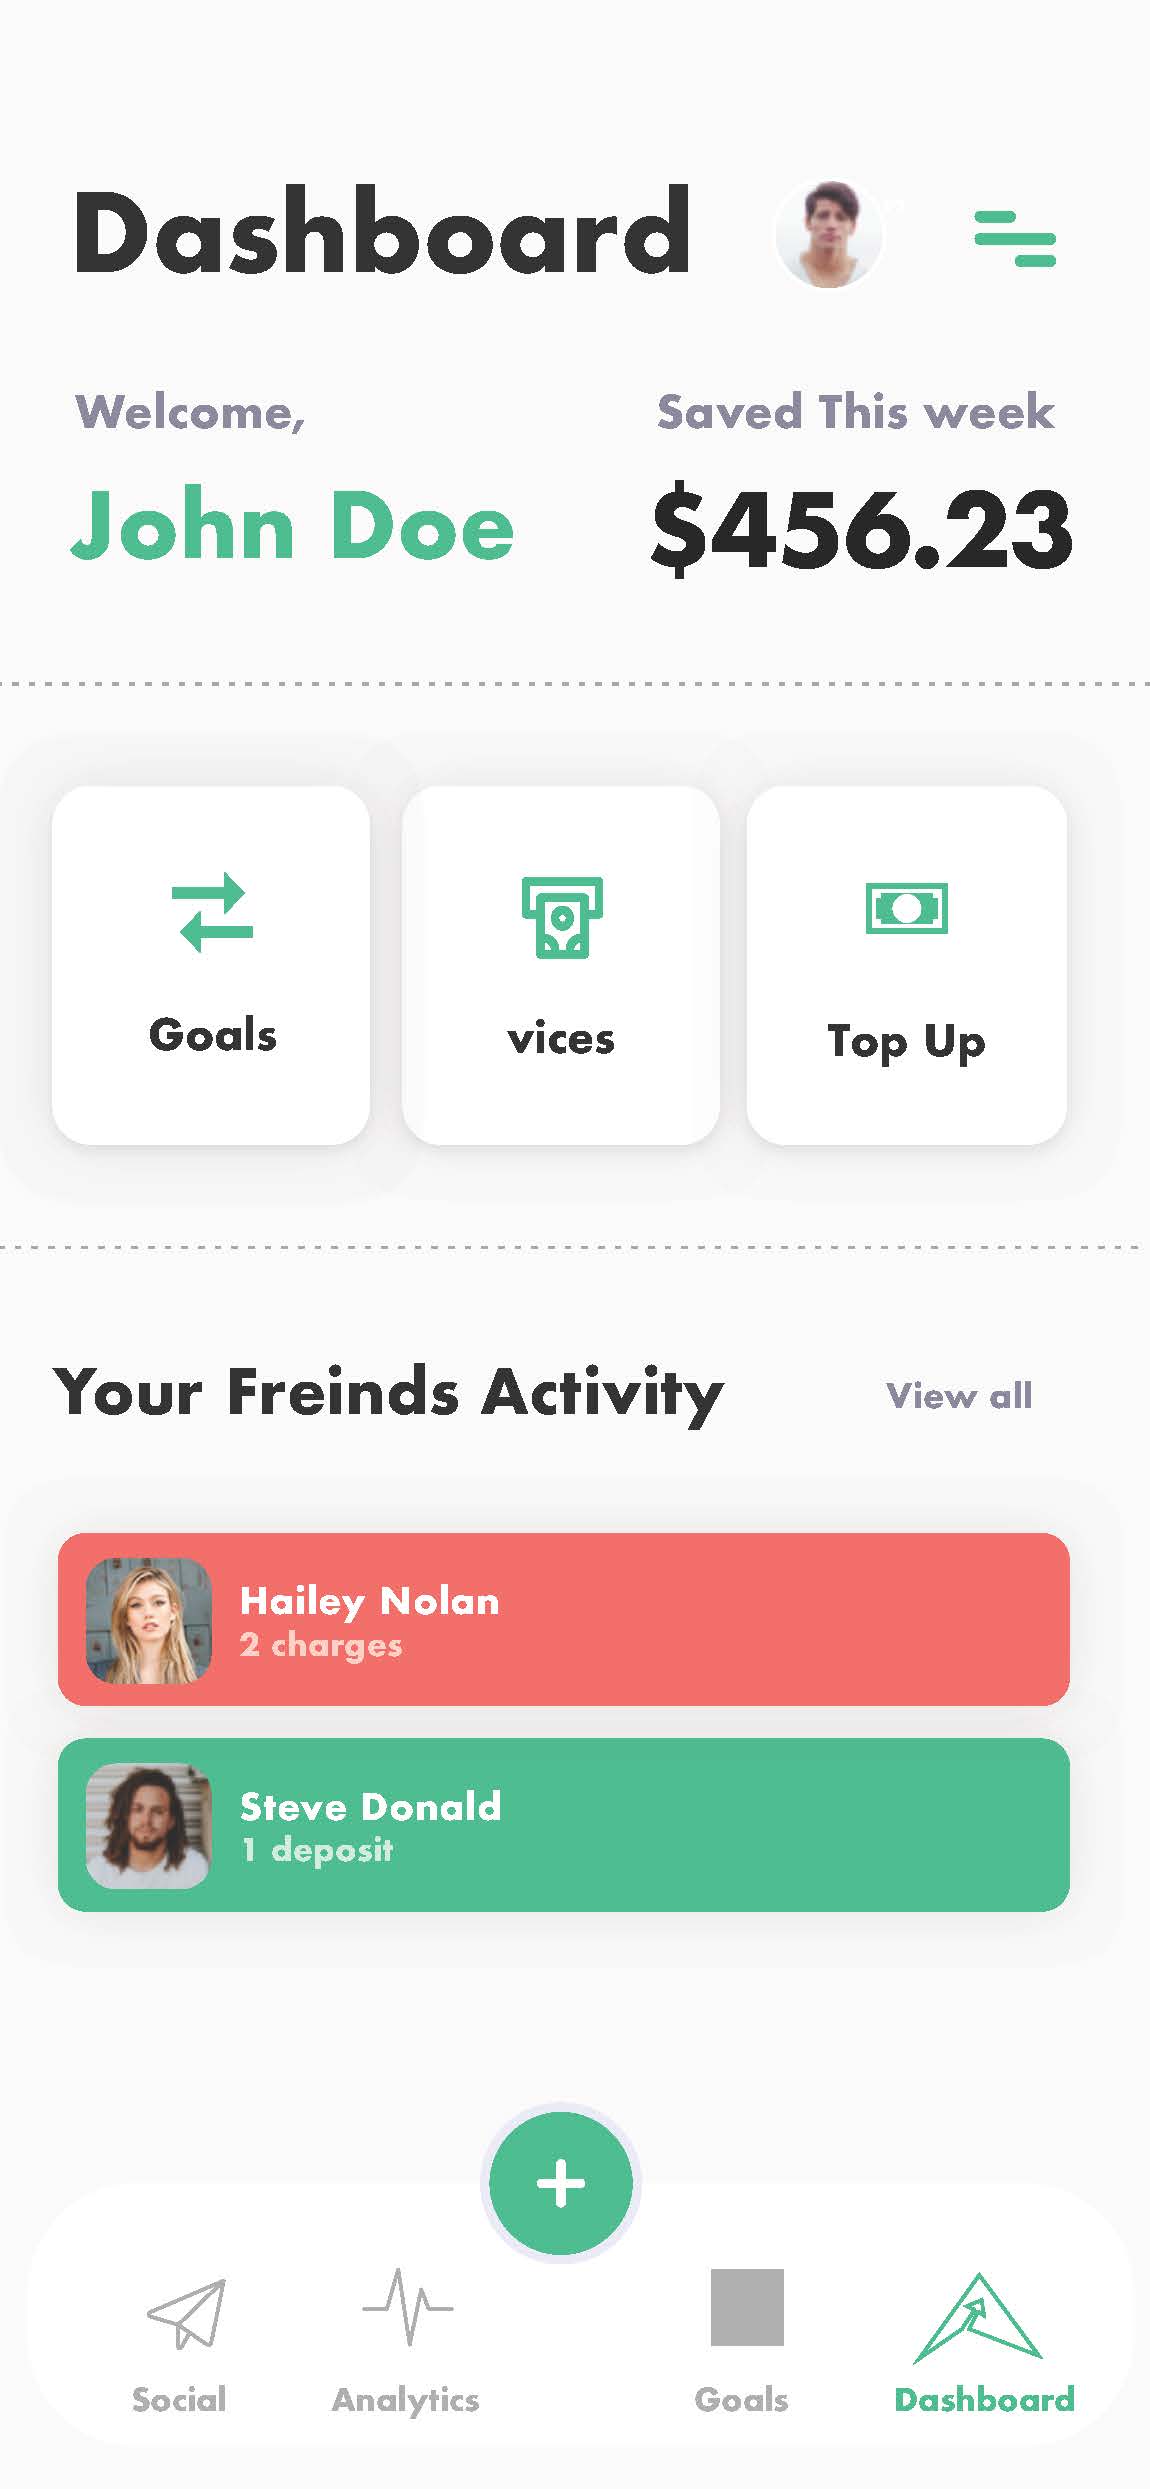 Dashboard
Welcome,
John Doe
Saved This week
$456.23
Goals
vices
Top Up
Your Freinds Activity
View all
Hailey Nolan
2 charges
Steve Donald
1 deposit
Social
Analytics
Goals
Dashboard